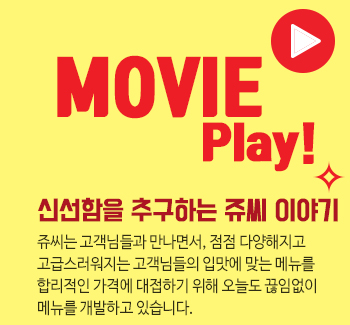 MOVIE
Play!
신선함을 추구하는 쥬씨 이야기
쥬씨는 고객님들과 만나면서, 점점 다양해지고
고급스러워지는 고객님들의 입맛에 맞는 메뉴를
합리적인 가격에 대접하기 위해 오늘도 끊임없이
메뉴를 개발하고 있습니다.